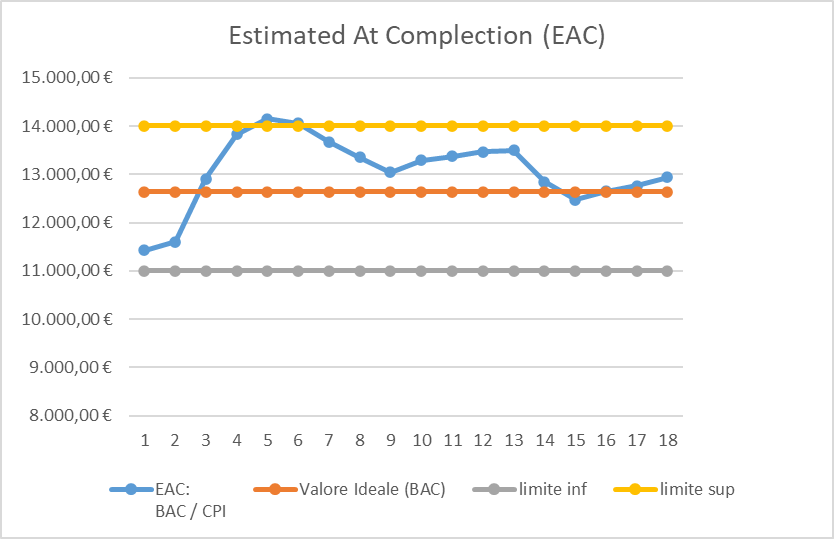 Estimated At Complection (EAC)
15.000,00 €
14.000,00 €
13.000,00 €
12.000,00 €
11.000,00 €
10.000,00 €
9.000,00 €
8.000,00 €
1 2 3 4 5 6 7 8 9 10 11 12 13 14 15 16 17 18
EAC: Valore Ideale (BAC) limite inf limite sup
BAC / CPI